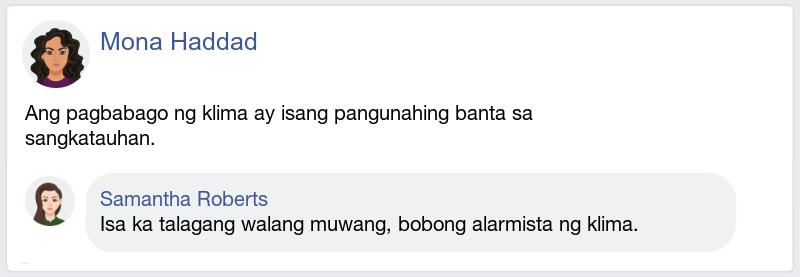 Mona Haddad
Ang pagbabago ng klima ay isang pangunahing banta sa
sangkatauhan.
Samantha Roberts
Isa ka talagang walang muwang, bobong alarmista ng klima.